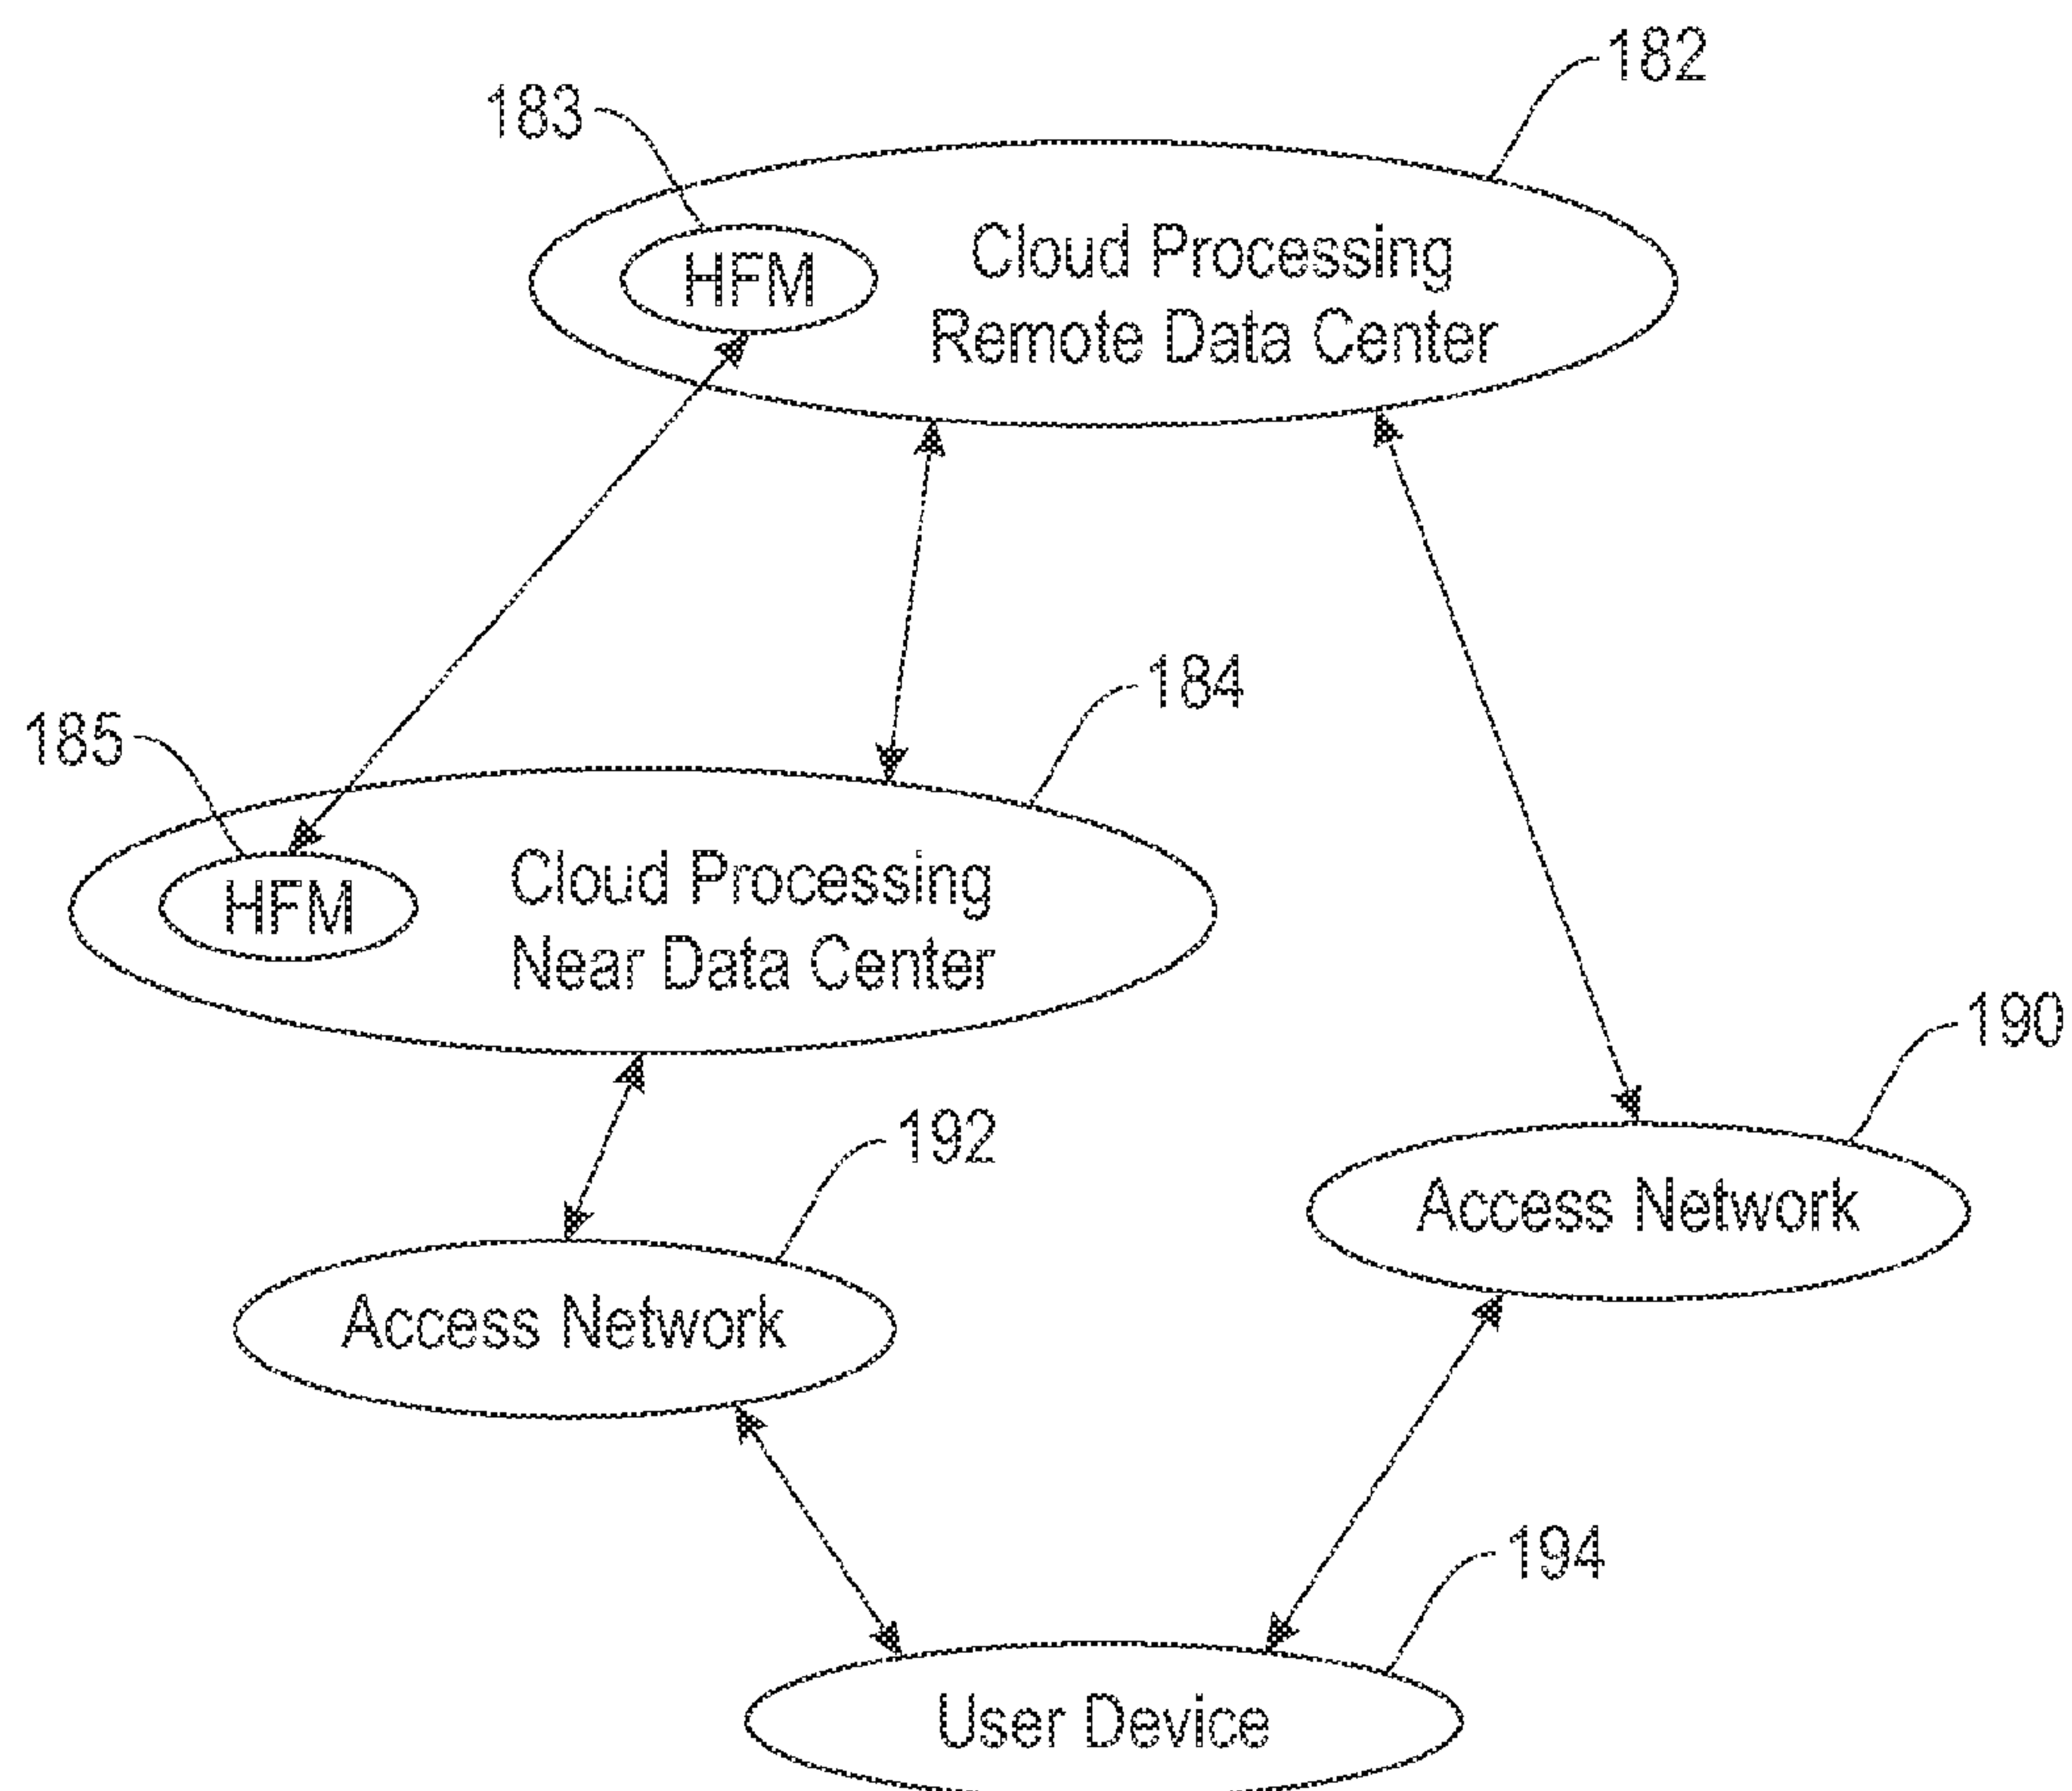 182
183
HFM
Cloud Processing
Remote Data Center
184
185
HFM
Cloud Processing
Near Data Center
190
192
Access Network
Access Network
194
User Device